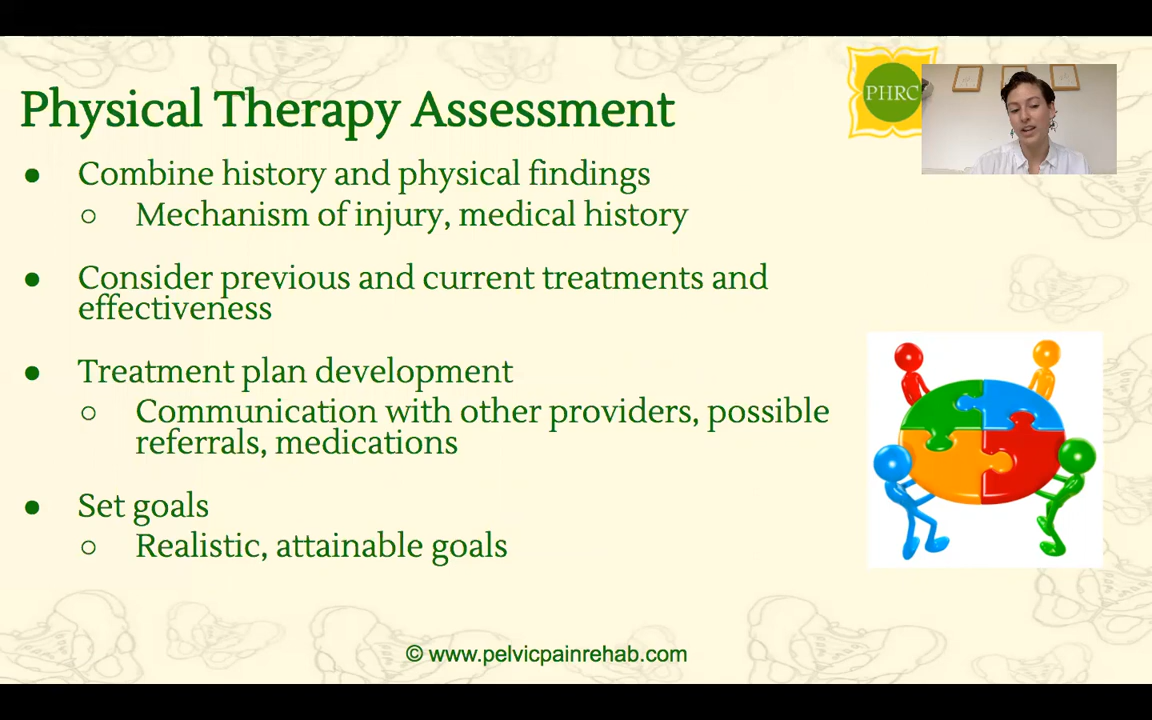 Physical Therapy Assessment
PHRC
● Combine history and physical findings
○ Mechanism of injury, medical history
● Consider previous and current treatments and
effectiveness
● Treatment plan development
○ Communication with other providers, possible
referrals, medications
● Set goals
○ Realistic, attainable goals
© www.pelvicpainrehab.com